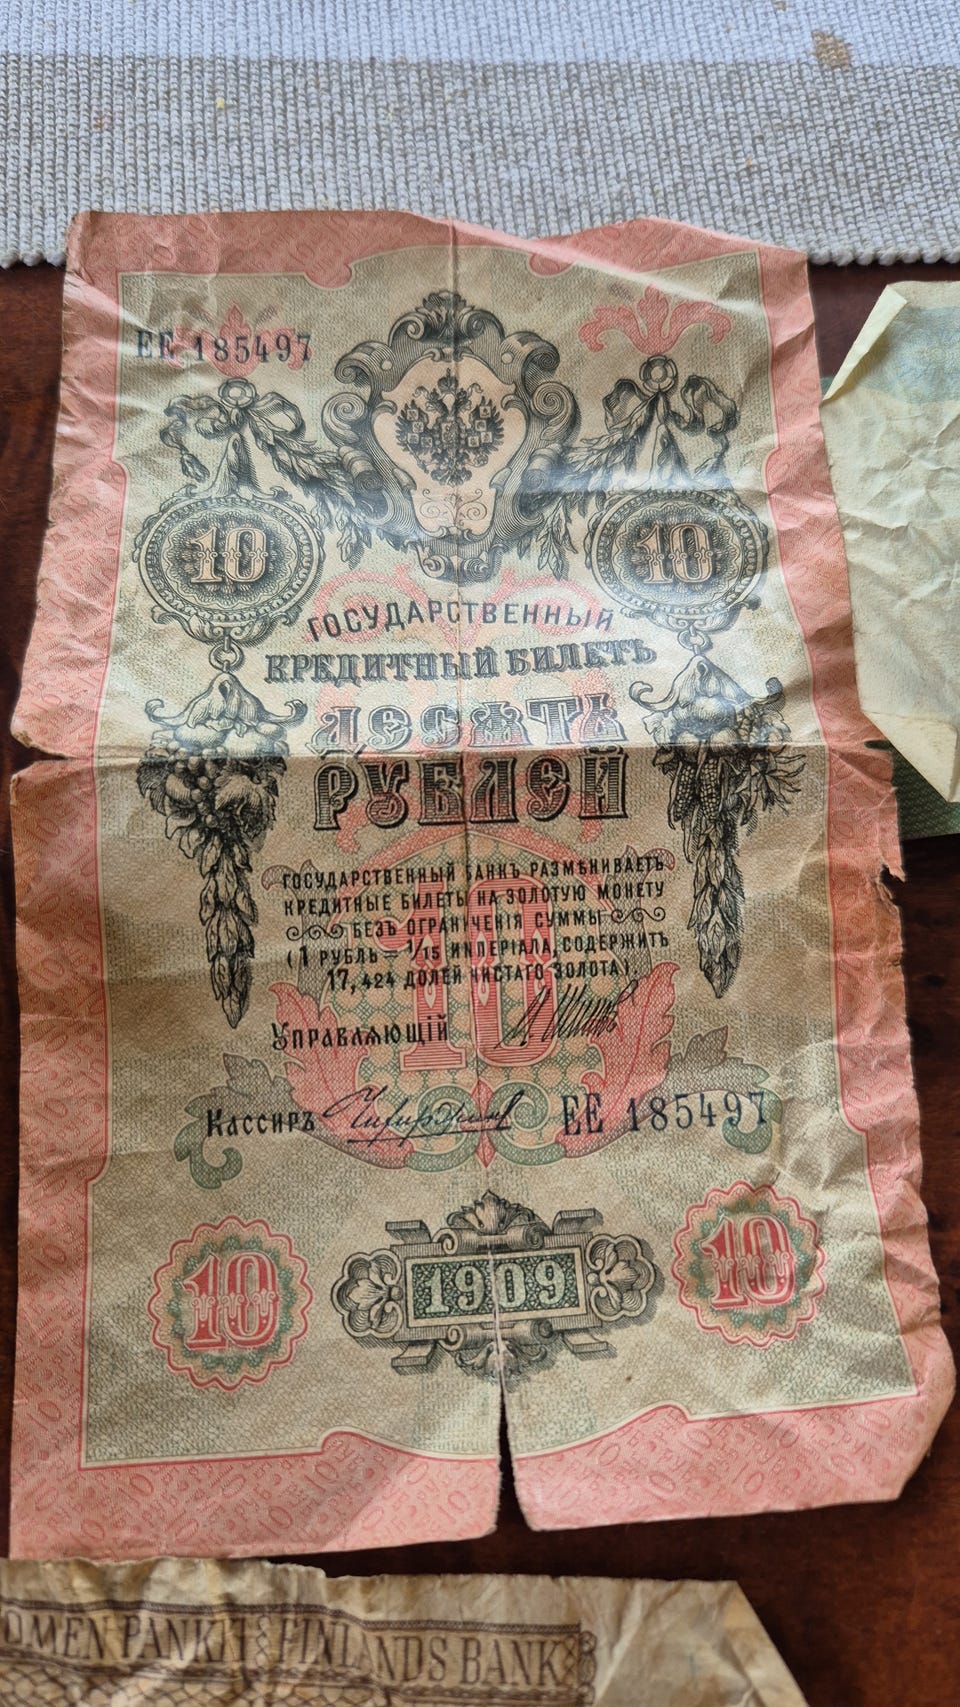 ЕЕ 185497
10 10
ГОСУДАРСТВЕННЫЙ
КРЕДИТНЫЙ БИЛЕТЪ
ДЕСЯТЬ
РУБЛЕЙ
10
ГОСУДАРСТВЕННЫЙ БАНКЪ РАЗМѢНИВАЕТЪ
КРЕДИТНЫЕ БИЛЕТЫ НА ЗОЛОТУЮ МОНЕТУ
БЕЗЪ ОГРАНИЧЕНІЯ СУММЫ
(1 РУБЛЬ = 1/15 ИМПЕРІАЛА, СОДЕРЖИТЪ
17,424 ДОЛЕЙ ЧИСТАГО ЗОЛОТА).
УПРАВЛЯЮЩІЙ
КАССИРЪ ЕЕ 185497
10 1909 10
OMEN PANKKI FINLANDS BANK